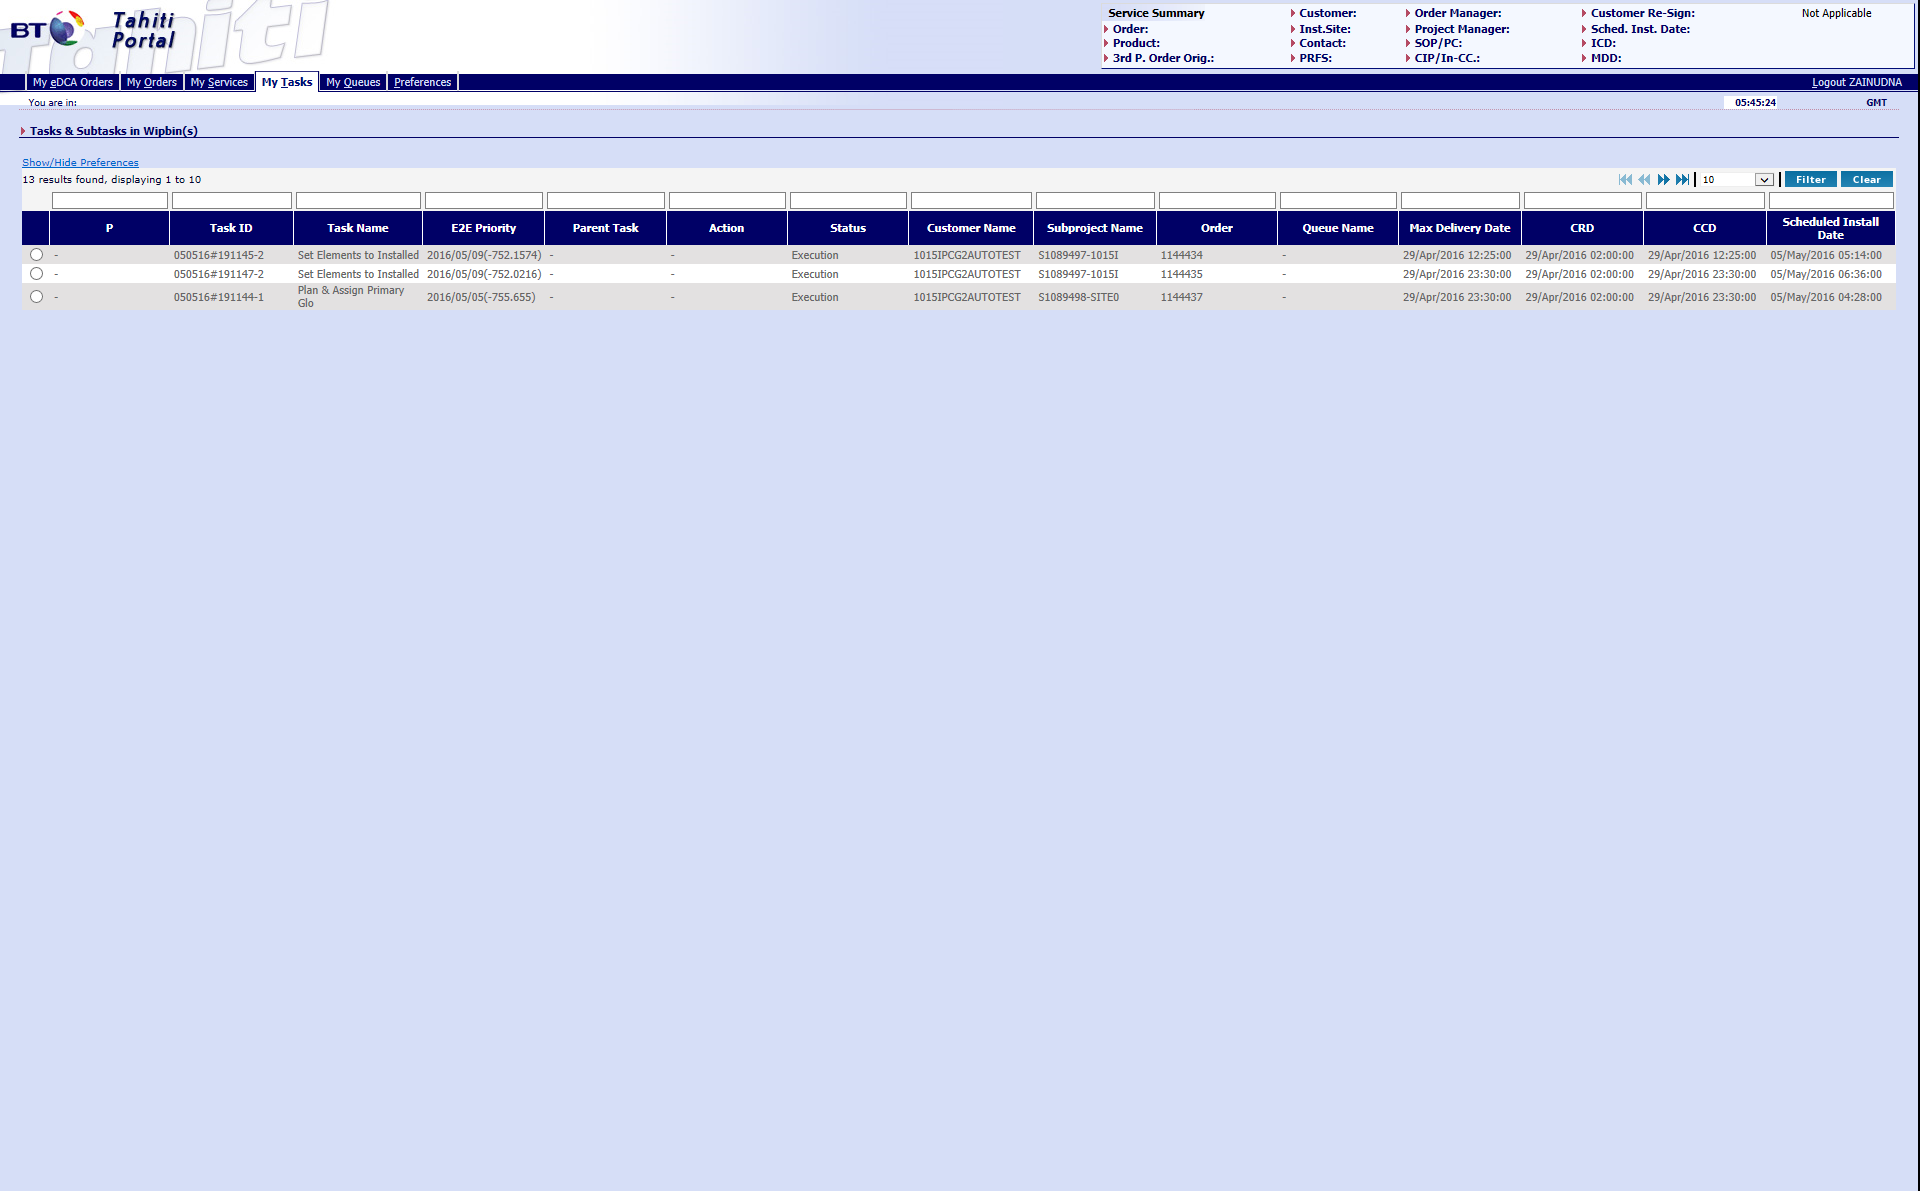 BT Tahiti Portal
Tahiti
Service Summary
Order:
Product:
3rd P. Order Orig.:
Customer:
Inst.Site:
Contact:
PRFS:
Order Manager:
Project Manager:
SOP/PC:
CIP/In-CC.:
Customer Re-Sign: Not Applicable
Sched. Inst. Date:
ICD:
MDD:
My eDCA Orders My Orders My Services My Tasks My Queues Preferences Logout ZAINUDNA
You are in: 05:45:24 GMT
Tasks & Subtasks in Wipbin(s)
Show/Hide Preferences
13 results found, displaying 1 to 10 10 Filter Clear
P Task ID Task Name E2E Priority Parent Task Action Status Customer Name Subproject Name Order Queue Name Max Delivery Date CRD CCD Scheduled Install Date
- 050516#191145-2 Set Elements to Installed 2016/05/09(-752.1574) - - Execution 1015IPCG2AUTOTEST S1089497-1015I 1144434 - 29/Apr/2016 12:25:00 29/Apr/2016 02:00:00 29/Apr/2016 12:25:00 05/May/2016 05:14:00
- 050516#191147-2 Set Elements to Installed 2016/05/09(-752.0216) - - Execution 1015IPCG2AUTOTEST S1089497-1015I 1144435 - 29/Apr/2016 23:30:00 29/Apr/2016 02:00:00 29/Apr/2016 23:30:00 05/May/2016 06:36:00
- 050516#191144-1 Plan & Assign Primary Glo 2016/05/05(-755.655) - - Execution 1015IPCG2AUTOTEST S1089498-SITE0 1144437 - 29/Apr/2016 23:30:00 29/Apr/2016 02:00:00 29/Apr/2016 23:30:00 05/May/2016 04:28:00